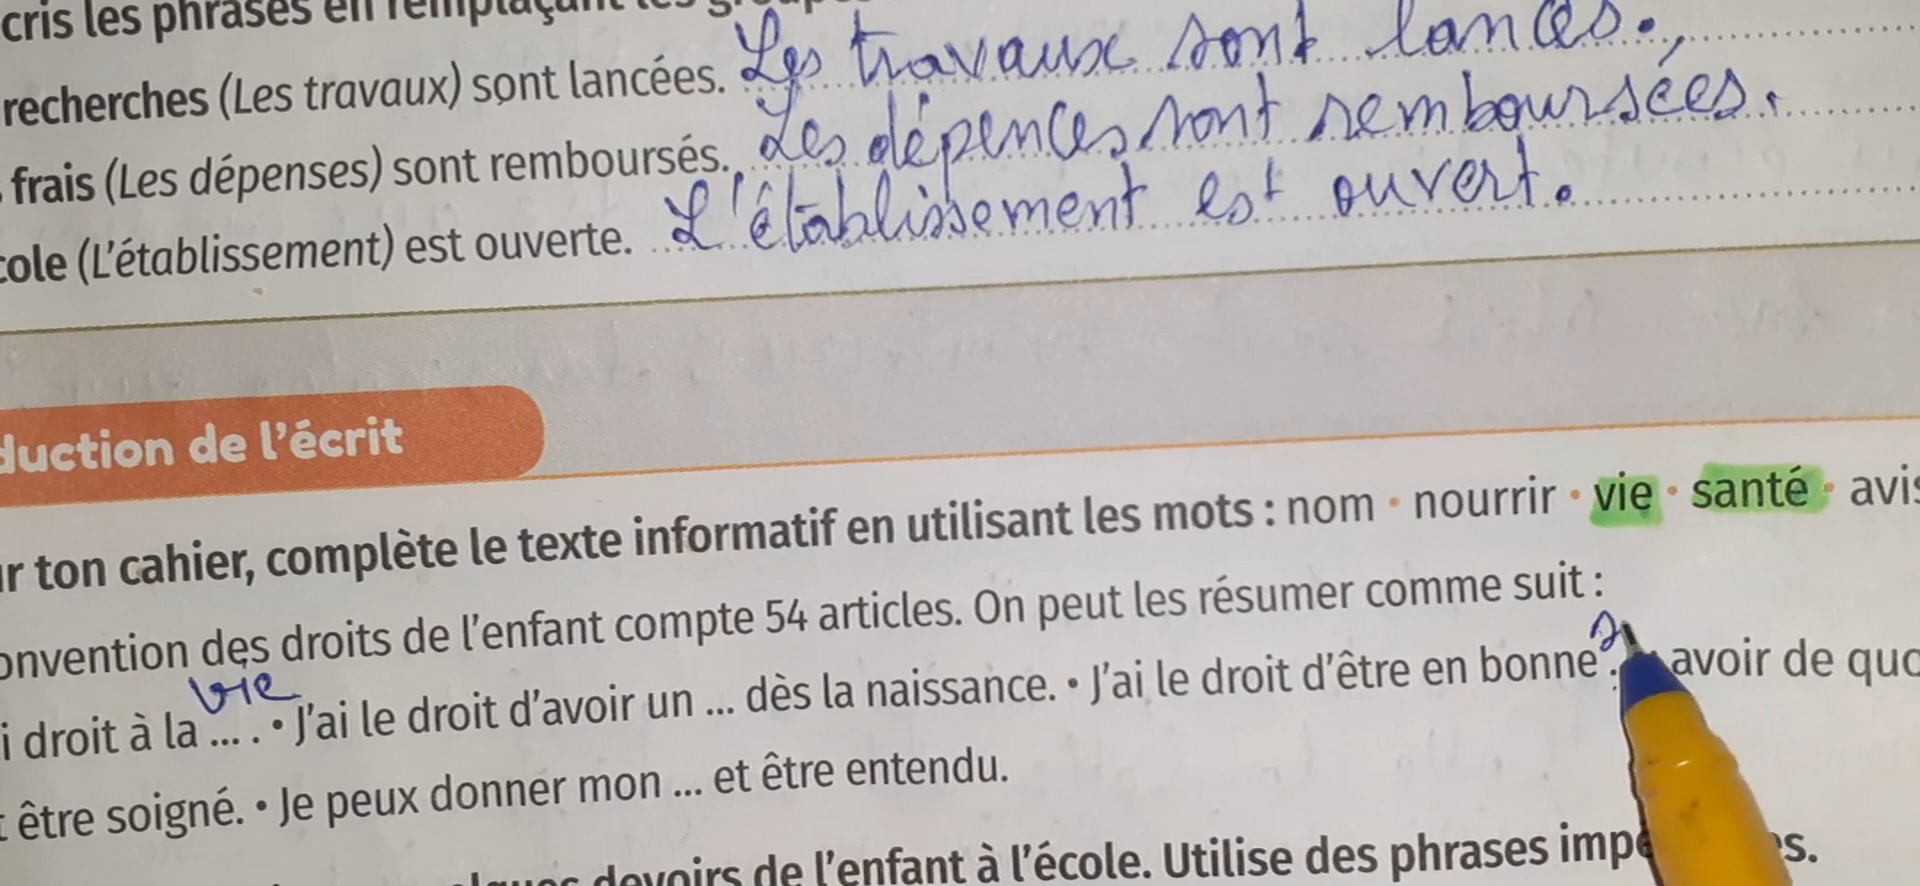 cris les phrases en remplaçant les
recherches (Les travaux) sont lancées. Les travaux sont lancés.
frais (Les dépenses) sont remboursés. Les dépences sont remboursées.
cole (L'établissement) est ouverte. L'établissement est ouvert.
duction de l'écrit
r ton cahier, complète le texte informatif en utilisant les mots : nom • nourrir • vie • santé • avis
onvention des droits de l'enfant compte 54 articles. On peut les résumer comme suit :
vie
i droit à la ... . • J'ai le droit d'avoir un ... dès la naissance. • J'ai le droit d'être en bonne avoir de quo
être soigné. • Je peux donner mon ... et être entendu.
devoirs de l'enfant à l'école. Utilise des phrases